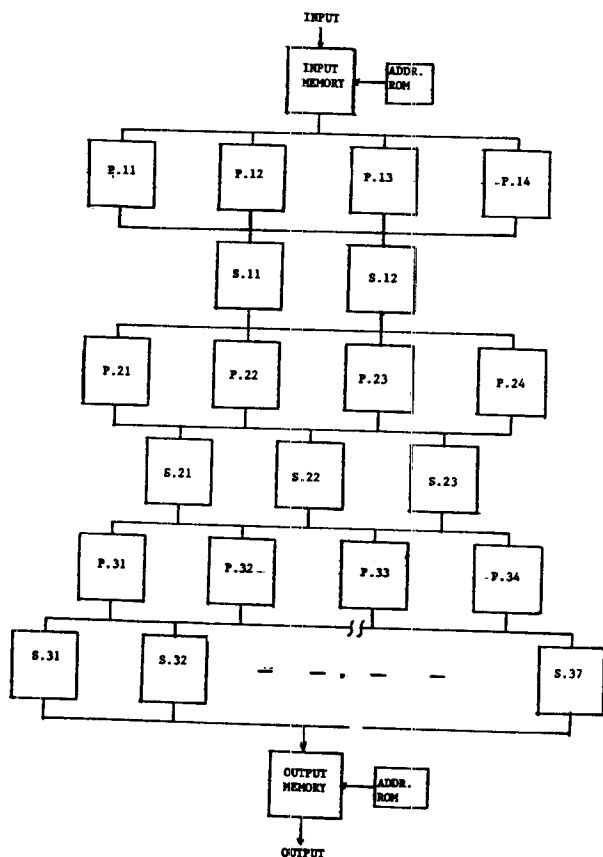 INPUT
INPUT
MEMORY
ADDR.
ROM
P.11
P.12
P.13
P.14
S.11
S.12
P.21
P.22
P.23
P.24
S.21
S.22
S.23
P.31
P.32
P.33
P.34
S.31
S.32
S.37
OUTPUT
MEMORY
ADDR.
ROM
OUTPUT